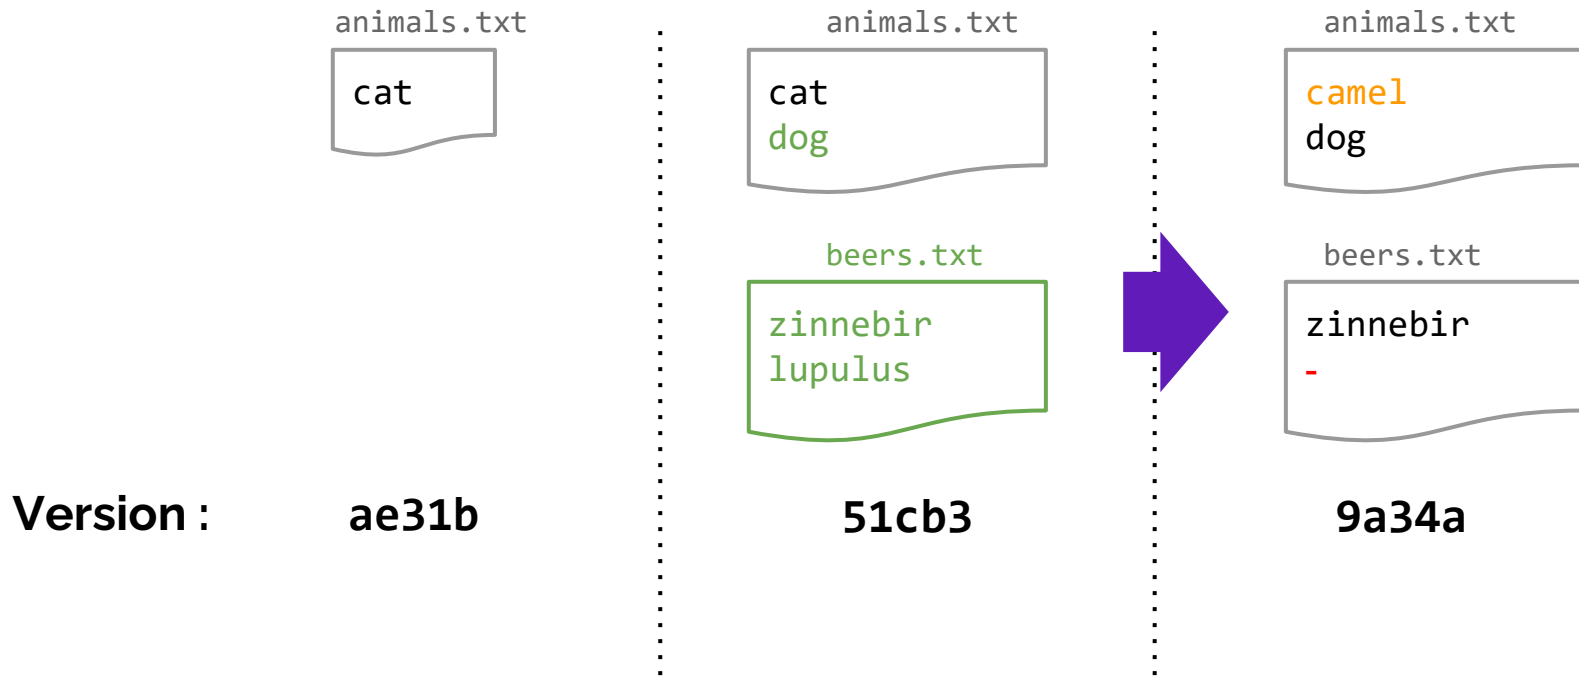 animals.txt
cat
animals.txt
cat
dog
beers.txt
zinnebir
lupulus
animals.txt
camel
dog
beers.txt
zinnebir
-
Version : ae31b 51cb3 9a34a